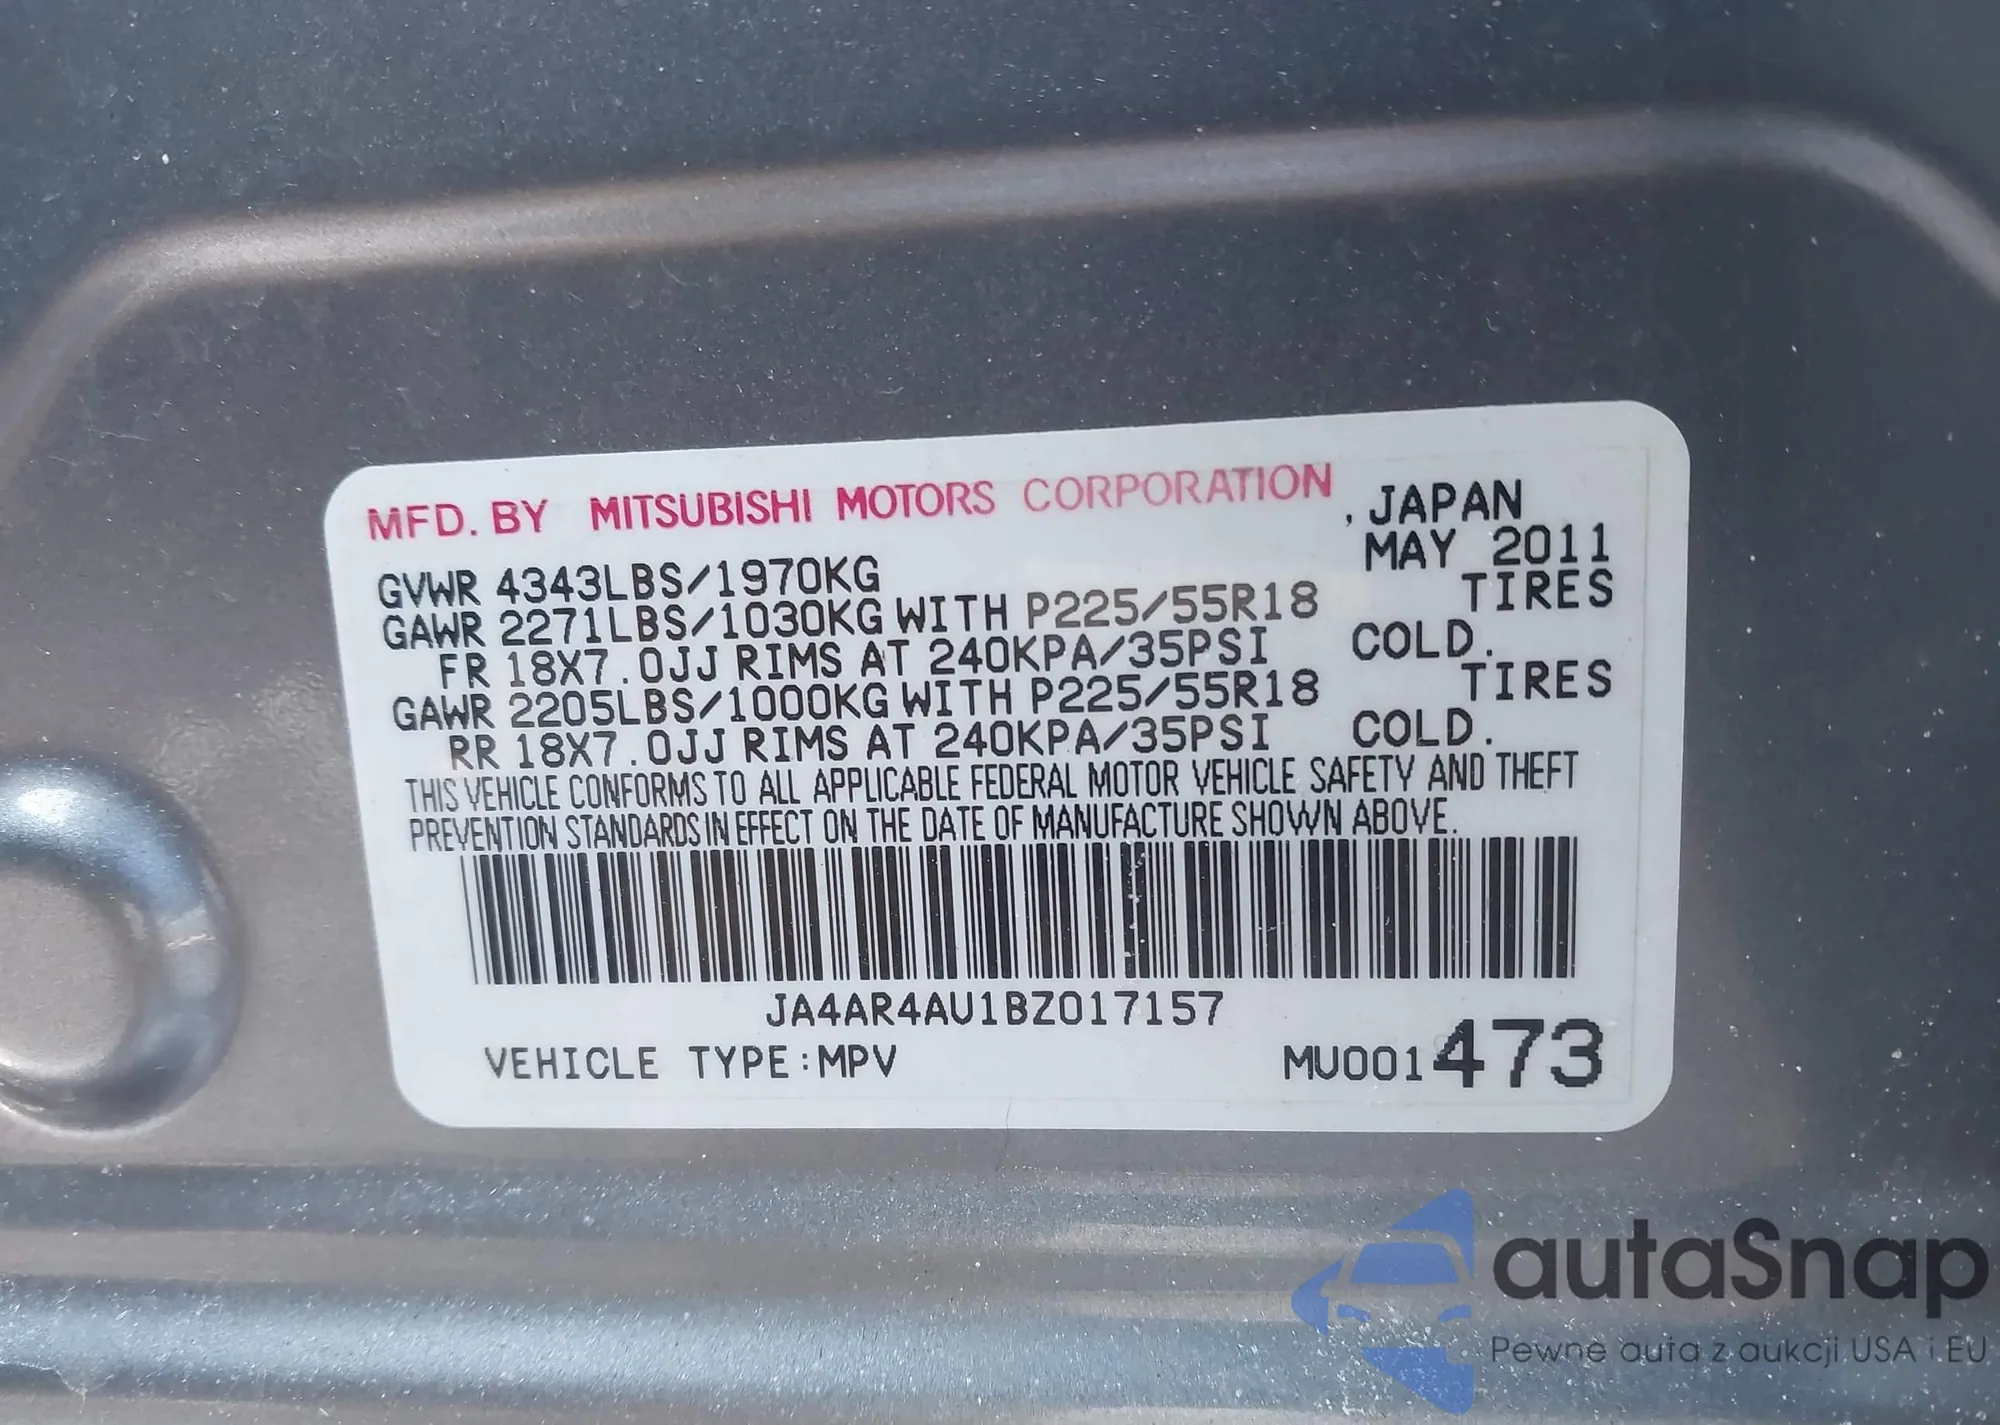 MFD. BY MITSUBISHI MOTORS CORPORATION , JAPAN
MAY 2011
GVWR 4343LBS/1970KG
GAWR 2271LBS/1030KG WITH P225/55R18 TIRES
FR 18X7.0JJ RIMS AT 240KPA/35PSI COLD.
GAWR 2205LBS/1000KG WITH P225/55R18 TIRES
RR 18X7.0JJ RIMS AT 240KPA/35PSI COLD.
THIS VEHICLE CONFORMS TO ALL APPLICABLE FEDERAL MOTOR VEHICLE SAFETY AND THEFT
PREVENTION STANDARDS IN EFFECT ON THE DATE OF MANUFACTURE SHOWN ABOVE.
JA4AR4AU1BZ017157
VEHICLE TYPE:MPV MU001473
autaSnap
Pewne auta z aukcji USA i EU